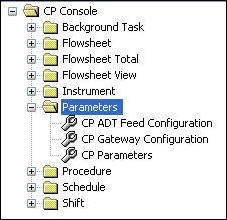 CP Console
Background Task
Flowsheet
Flowsheet Total
Flowsheet View
Instrument
Parameters
CP ADT Feed Configuration
CP Gateway Configuration
CP Parameters
Procedure
Schedule
Shift